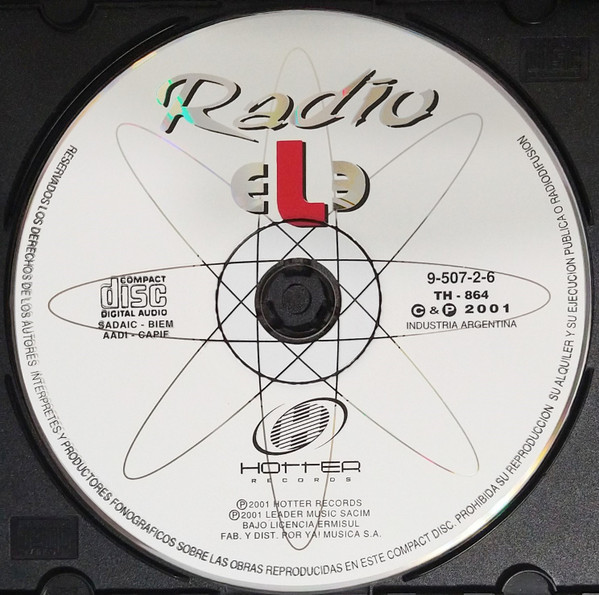 Radio
ELO
COMPACT
disc
DIGITAL AUDIO
SADAIC - BIEM
AADI - CAPIF
9-507-2-6
TH - 864
© & ℗ 2001
INDUSTRIA ARGENTINA
HOTTER
RECORDS
℗ 2001 HOTTER RECORDS
℗ 2001 LEADER MUSIC SACIM
BAJO LICENCIA ERMISUL
FAB. Y DIST. POR YA! MUSICA S.A.
RESERVADOS LOS DERECHOS DE LOS AUTORES INTERPRETES Y PRODUCTORES FONOGRAFICOS SOBRE LAS OBRAS REPRODUCIDAS EN ESTE COMPACT DISC. PROHIBIDA SU REPRODUCCION SU ALQUILER Y SU EJECUCION PUBLICA O RADIODIFUSION